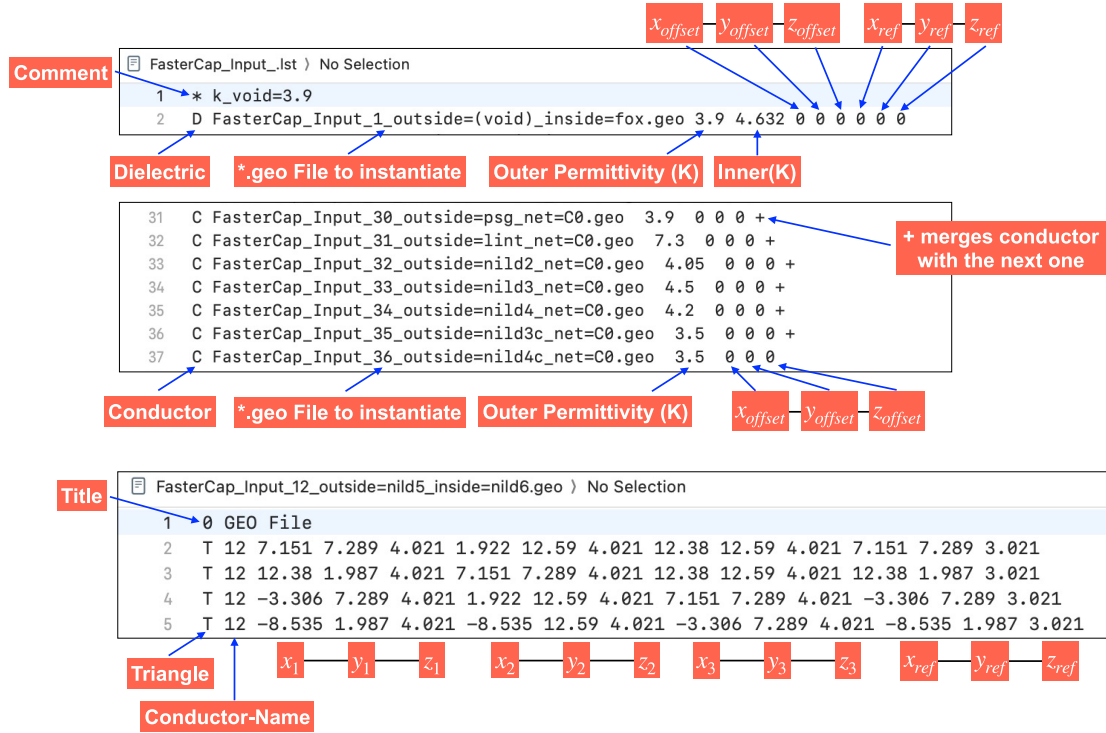 x_offset y_offset z_offset x_ref y_ref z_ref
FasterCap_Input_.lst ⟩ No Selection
Comment
1 * k_void=3.9
2 D FasterCap_Input_1_outside=(void)_inside=fox.geo 3.9 4.632 0 0 0 0 0 0
Dielectric *.geo File to instantiate Outer Permittivity (K) Inner(K)
31 C FasterCap_Input_30_outside=psg_net=C0.geo 3.9 0 0 0 +
32 C FasterCap_Input_31_outside=lint_net=C0.geo 7.3 0 0 0 +
33 C FasterCap_Input_32_outside=nild2_net=C0.geo 4.05 0 0 0 +
34 C FasterCap_Input_33_outside=nild3_net=C0.geo 4.5 0 0 0 +
35 C FasterCap_Input_34_outside=nild4_net=C0.geo 4.2 0 0 0 +
36 C FasterCap_Input_35_outside=nild3c_net=C0.geo 3.5 0 0 0 +
37 C FasterCap_Input_36_outside=nild4c_net=C0.geo 3.5 0 0 0
+ merges conductor
with the next one
Conductor *.geo File to instantiate Outer Permittivity (K) x_offset y_offset z_offset
FasterCap_Input_12_outside=nild5_inside=nild6.geo ⟩ No Selection
Title
1 0 GEO File
2 T 12 7.151 7.289 4.021 1.922 12.59 4.021 12.38 12.59 4.021 7.151 7.289 3.021
3 T 12 12.38 1.987 4.021 7.151 7.289 4.021 12.38 12.59 4.021 12.38 1.987 3.021
4 T 12 −3.306 7.289 4.021 1.922 12.59 4.021 7.151 7.289 4.021 −3.306 7.289 3.021
5 T 12 −8.535 1.987 4.021 −8.535 12.59 4.021 −3.306 7.289 4.021 −8.535 1.987 3.021
x₁ y₁ z₁ x₂ y₂ z₂ x₃ y₃ z₃ x_ref y_ref z_ref
Triangle
Conductor-Name